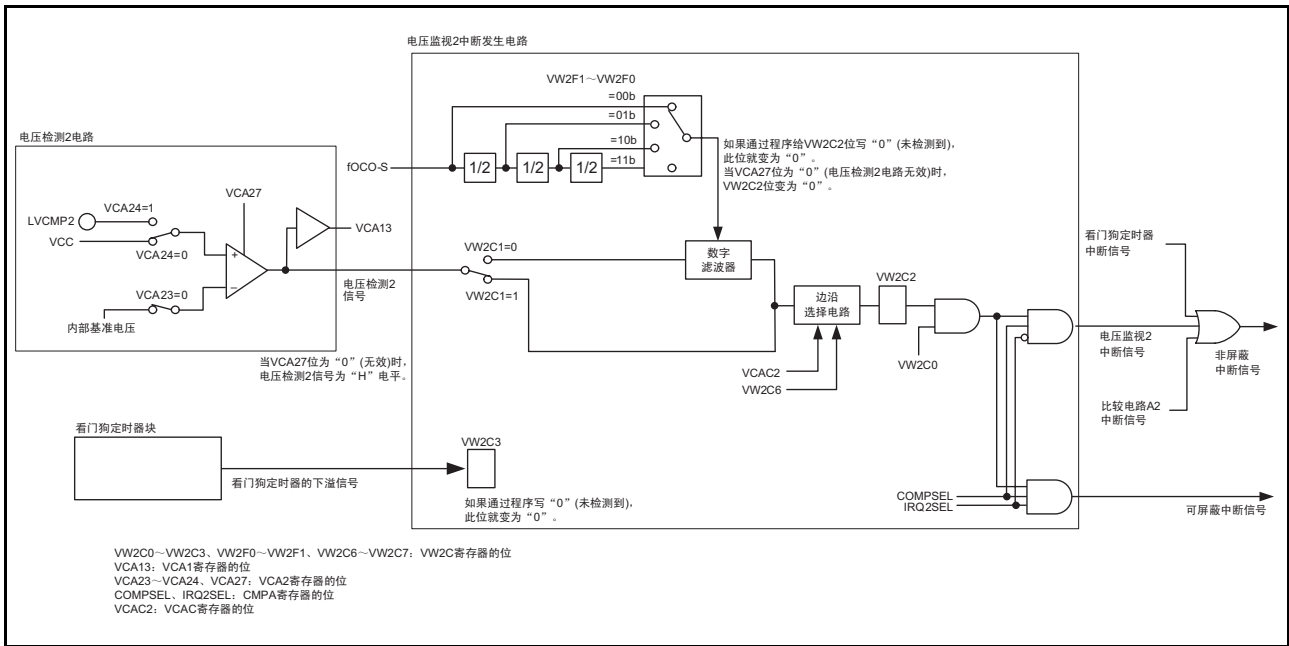 电压监视2中断发生电路
VW2F1～VW2F0
=00b
=01b
=10b
=11b
fOCO-S
1/2
1/2
1/2
如果通过程序给VW2C2位写“0”(未检测到)，
此位就变为“0”。
当VCA27位为“0”(电压检测2电路无效)时，
VW2C2位变为“0”。
电压检测2电路
VCA27
VCA24=1
LVCMP2
VCC
VCA24=0
VCA13
+
−
VCA23=0
内部基准电压
电压检测2
信号
当VCA27位为“0”(无效)时，
电压检测2信号为“H”电平。
VW2C1=0
VW2C1=1
数字
滤波器
边沿
选择电路
VW2C2
VCAC2
VW2C6
VW2C0
看门狗定时器
中断信号
电压监视2
中断信号
非屏蔽
中断信号
比较电路A2
中断信号
看门狗定时器块
看门狗定时器的下溢信号
VW2C3
如果通过程序写“0”(未检测到)，
此位就变为“0”。
COMPSEL
IRQ2SEL
可屏蔽中断信号
VW2C0～VW2C3、VW2F0～VW2F1、VW2C6～VW2C7：VW2C寄存器的位
VCA13：VCA1寄存器的位
VCA23～VCA24、VCA27：VCA2寄存器的位
COMPSEL、IRQ2SEL：CMPA寄存器的位
VCAC2：VCAC寄存器的位